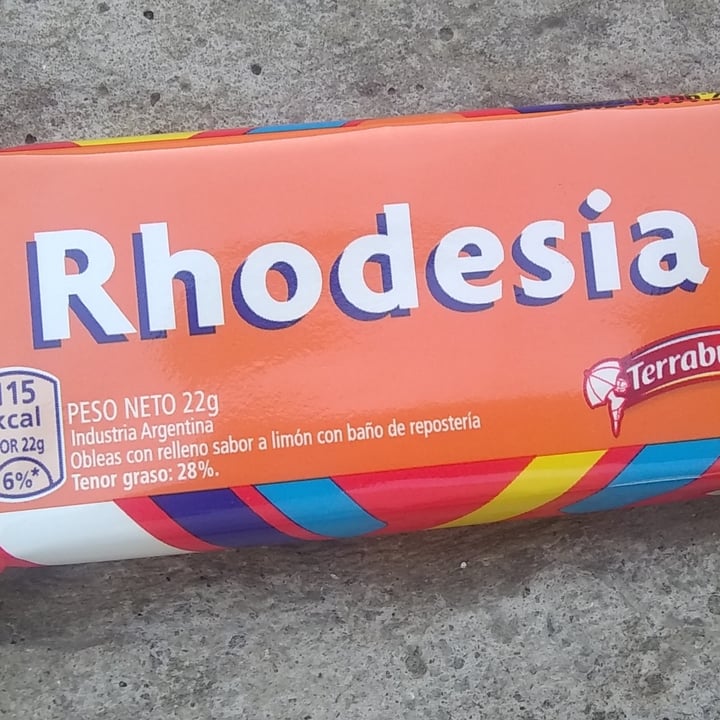 Rhodesia
115
kcal
OR 22g
6%*
PESO NETO 22g
Industria Argentina
Obleas con relleno sabor a limón con baño de repostería
Tenor graso: 28%.